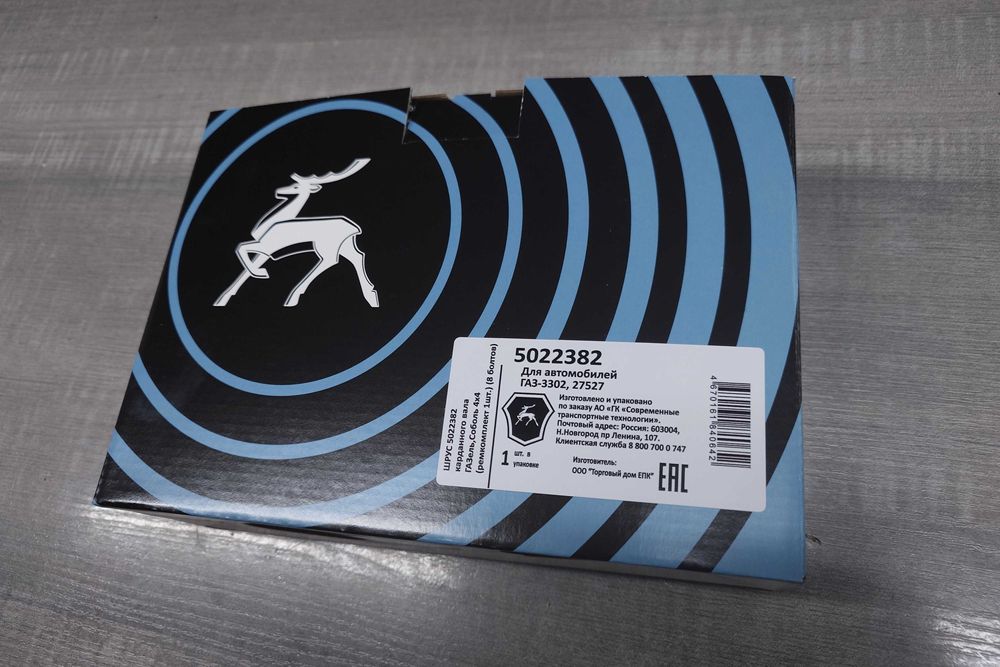 5022382
Для автомобилей
ГАЗ-3302, 27527
Изготовлено и упаковано
по заказу АО «ГК «Современные
транспортные технологии».
Почтовый адрес: Россия: 603004,
Н.Новгород пр Ленина, 107.
Клиентская служба 8 800 700 0 747
1 шт. в
упаковке
Изготовитель:
ООО "Торговый дом ЕПК"
EAC
ШРУС 5022382
карданного вала
ГАЗель,Соболь 4х4
(ремкомплект 1шт.) (8 болтов)
4670161840642